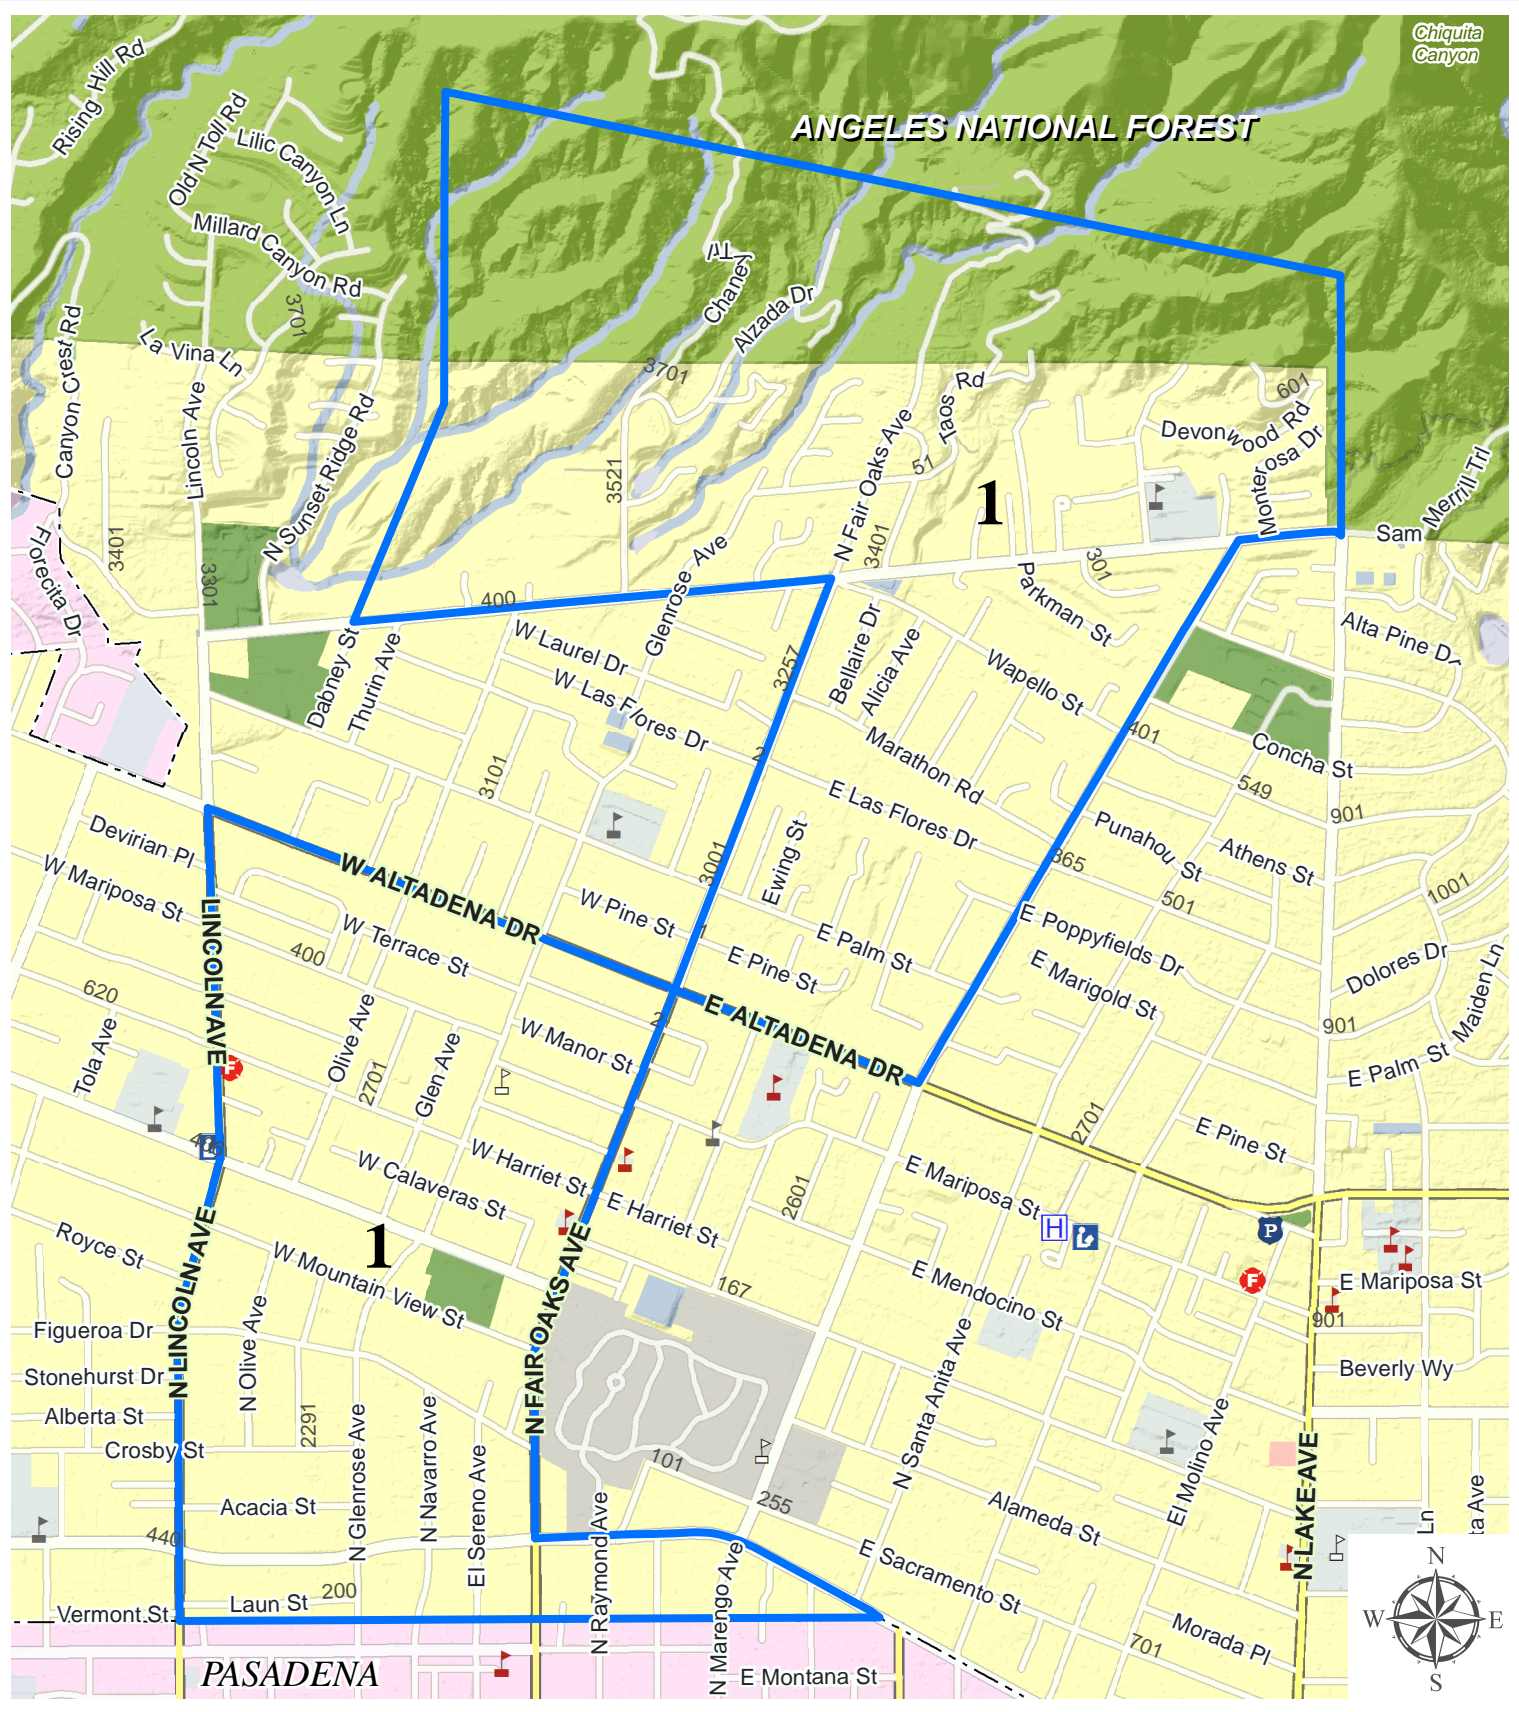 Chiquita
Canyon
Rising Hill Rd
ANGELES NATIONAL FOREST
Old N Toll Rd
Lilic Canyon Ln
Millard Canyon Rd
Chaney Trl
Alzada Dr
3701
La Vina Ln
Canyon Crest Rd
3701
Lincoln Ave
N Sunset Ridge Rd
Taos Rd
601
Devonwood Rd
Monterosa Dr
N Fair Oaks Ave
51
3521
1
Sam Merrill Trl
3401
3401
3301
Florecita Dr
301
400
Glenrose Ave
Parkman St
W Laurel Dr
Bellaire Dr
Alicia Ave
Alta Pine Dr
Dabney St
Thurin Ave
3257
Wapello St
W Las Flores Dr
401
Marathon Rd
Concha St
2
3101
549
E Las Flores Dr
901
Devirian Pl
Punahou St
Athens St
365
3001
Ewing St
W Mariposa St
W ALTADENA DR
1001
W Pine St
501
LINCOLN AVE
W Terrace St
E Poppyfields Dr
1
E Palm St
400
E Pine St
E Marigold St
Dolores Dr
Maiden Ln
620
E ALTADENA DR
Olive Ave
W Manor St
2
901
Tola Ave
Glen Ave
E Palm St
F
2701
2701
406
W Harriet St
E Pine St
W Calaveras St
E Mariposa St
2601
E Harriet St
H
P
Royce St
N LINCOLN AVE
1
W Mountain View St
N FAIR OAKS AVE
167
E Mendocino St
F
E Mariposa St
901
Figueroa Dr
N Olive Ave
N Santa Anita Ave
Stonehurst Dr
Beverly Wy
Alberta St
2291
N Glenrose Ave
N Navarro Ave
El Molino Ave
N LAKE AVE
Crosby St
El Sereno Ave
101
255
Acacia St
N Raymond Ave
Alameda St
Ln
ta Ave
440
N Marengo Ave
E Sacramento St
200
Laun St
Vermont St
N
W
E
S
Morada Pl
701
PASADENA
E Montana St